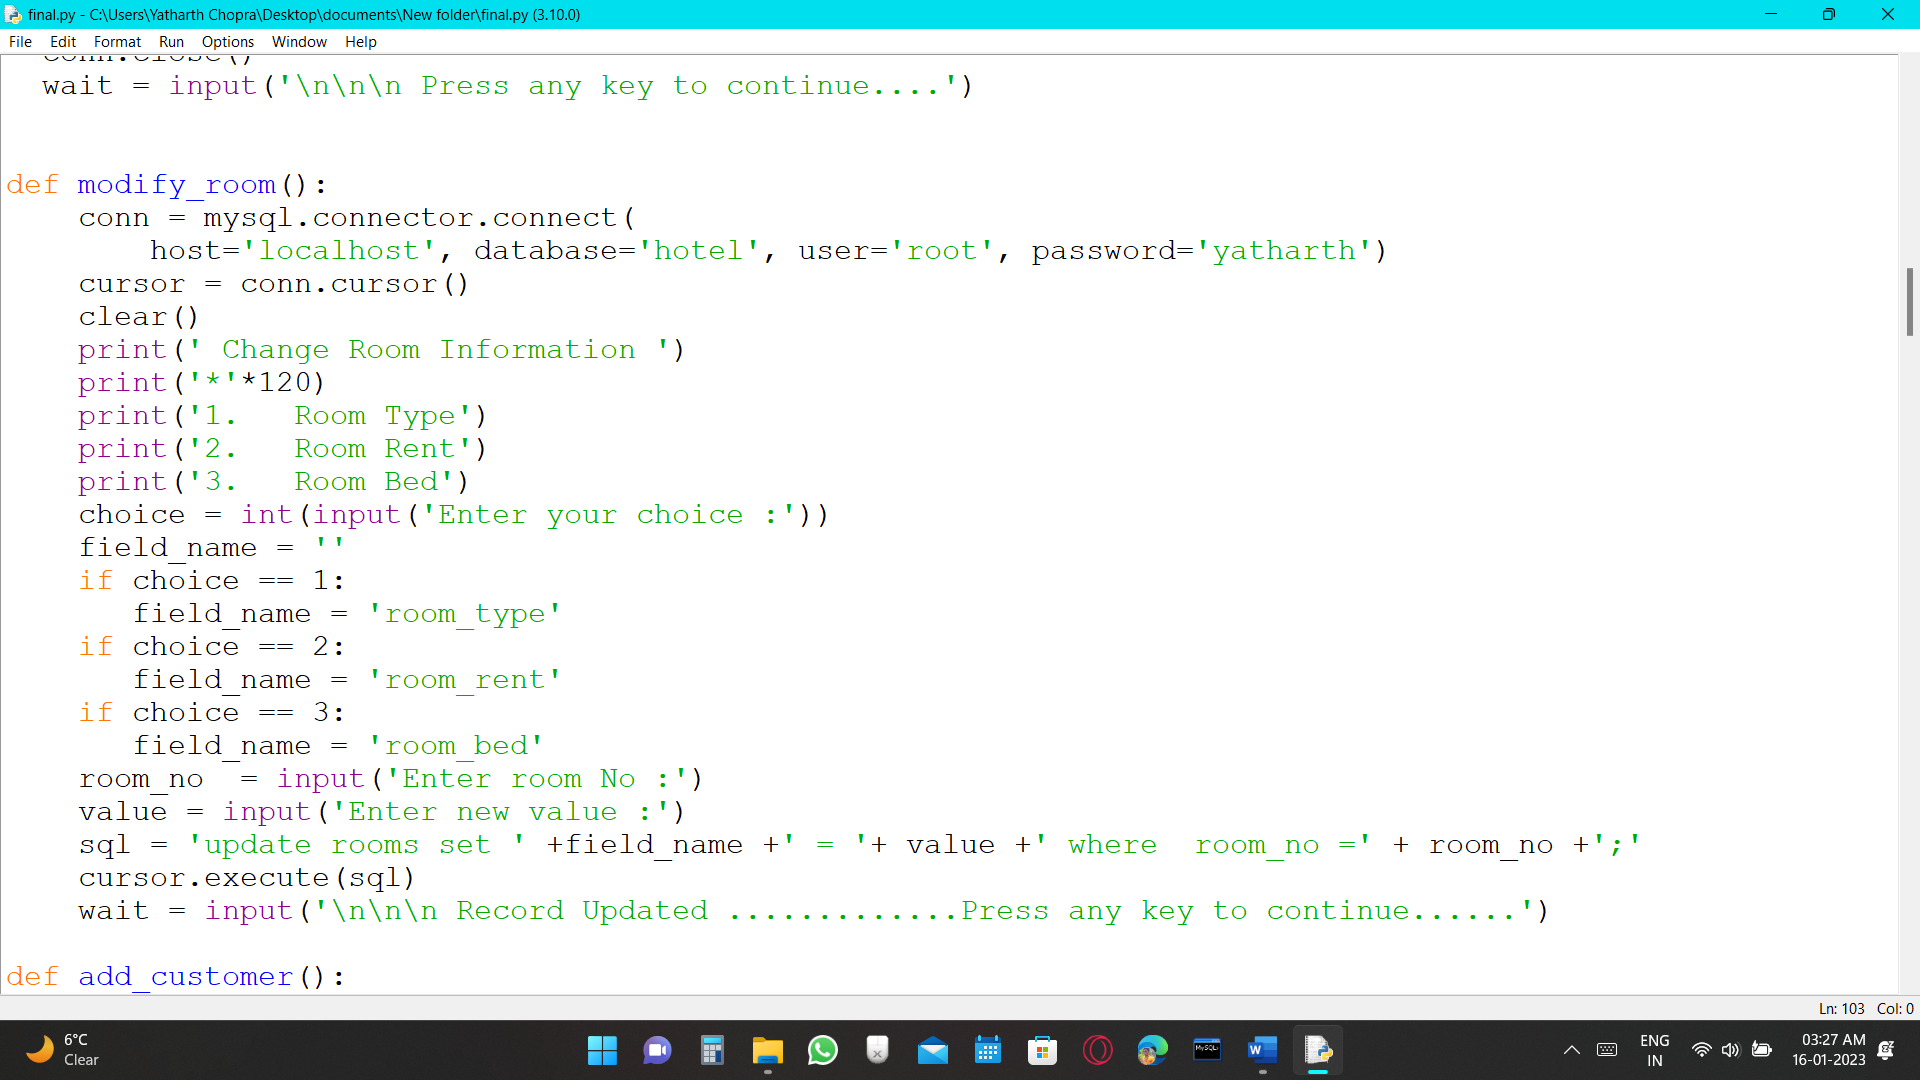 final.py - C:\Users\Yatharth Chopra\Desktop\documents\New folder\final.py (3.10.0)
File Edit Format Run Options Window Help
conn.close()
wait = input('\n\n\n Press any key to continue....')
def modify_room():
conn = mysql.connector.connect(
host='localhost', database='hotel', user='root', password='yatharth')
cursor = conn.cursor()
clear()
print(' Change Room Information ')
print('*'*120)
print('1.   Room Type')
print('2.   Room Rent')
print('3.   Room Bed')
choice = int(input('Enter your choice :'))
field_name = ''
if choice == 1:
field_name = 'room_type'
if choice == 2:
field_name = 'room_rent'
if choice == 3:
field_name = 'room_bed'
room_no  = input('Enter room No :')
value = input('Enter new value :')
sql = 'update rooms set ' +field_name +' = '+ value +' where  room_no =' + room_no +';'
cursor.execute(sql)
wait = input('\n\n\n Record Updated .............Press any key to continue......')
def add_customer():
Ln: 103 Col: 0
6°C
Clear
MySQL
W
ENG
IN
03:27 AM
16-01-2023